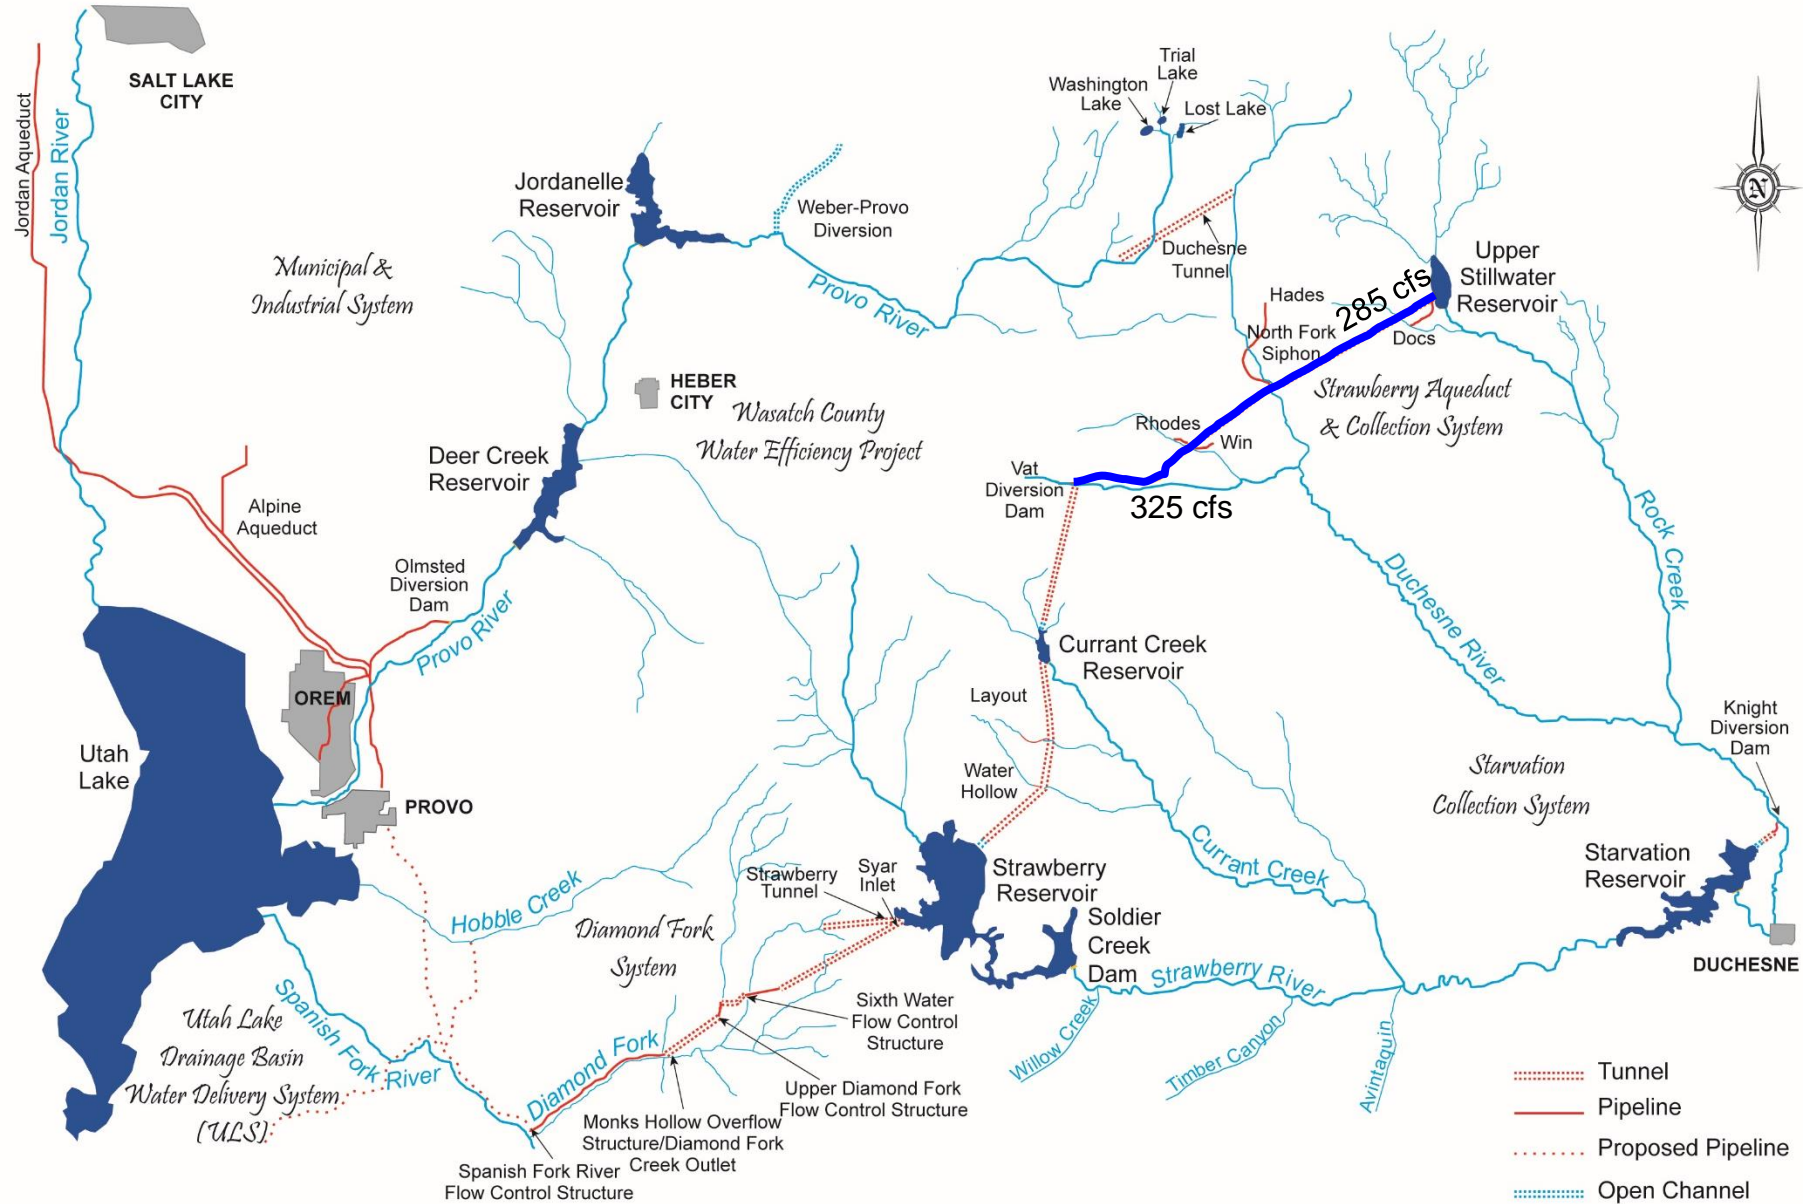 SALT LAKE
CITY
Jordan Aqueduct
Jordan River
Municipal &
Industrial System
Jordanelle
Reservoir
Weber-Provo
Diversion
Provo River
Washington
Lake
Trial
Lake
Lost Lake
Duchesne
Tunnel
N
Upper
Stillwater
Reservoir
285 cfs
Hades
North Fork
Siphon
Docs
Strawberry Aqueduct
& Collection System
HEBER
CITY
Wasatch County
Water Efficiency Project
Rhodes
Win
Vat
Diversion
Dam
325 cfs
Deer Creek
Reservoir
Alpine
Aqueduct
Olmsted
Diversion
Dam
Provo River
Rock Creek
Duchesne River
Currant Creek
Reservoir
Layout
Water
Hollow
OREM
Utah
Lake
PROVO
Knight
Diversion
Dam
Starvation
Collection System
Currant Creek
Starvation
Reservoir
Strawberry
Tunnel
Syar
Inlet
Strawberry
Reservoir
Soldier
Creek
Dam
Hobble Creek
Diamond Fork
System
DUCHESNE
Strawberry River
Willow Creek
Timber Canyon
Avintaquin
Spanish Fork River
Utah Lake
Drainage Basin
Water Delivery System
(ULS)
Diamond Fork
Sixth Water
Flow Control
Structure
Upper Diamond Fork
Flow Control Structure
Monks Hollow Overflow
Structure/Diamond Fork
Creek Outlet
Spanish Fork River
Flow Control Structure
Tunnel
Pipeline
Proposed Pipeline
Open Channel